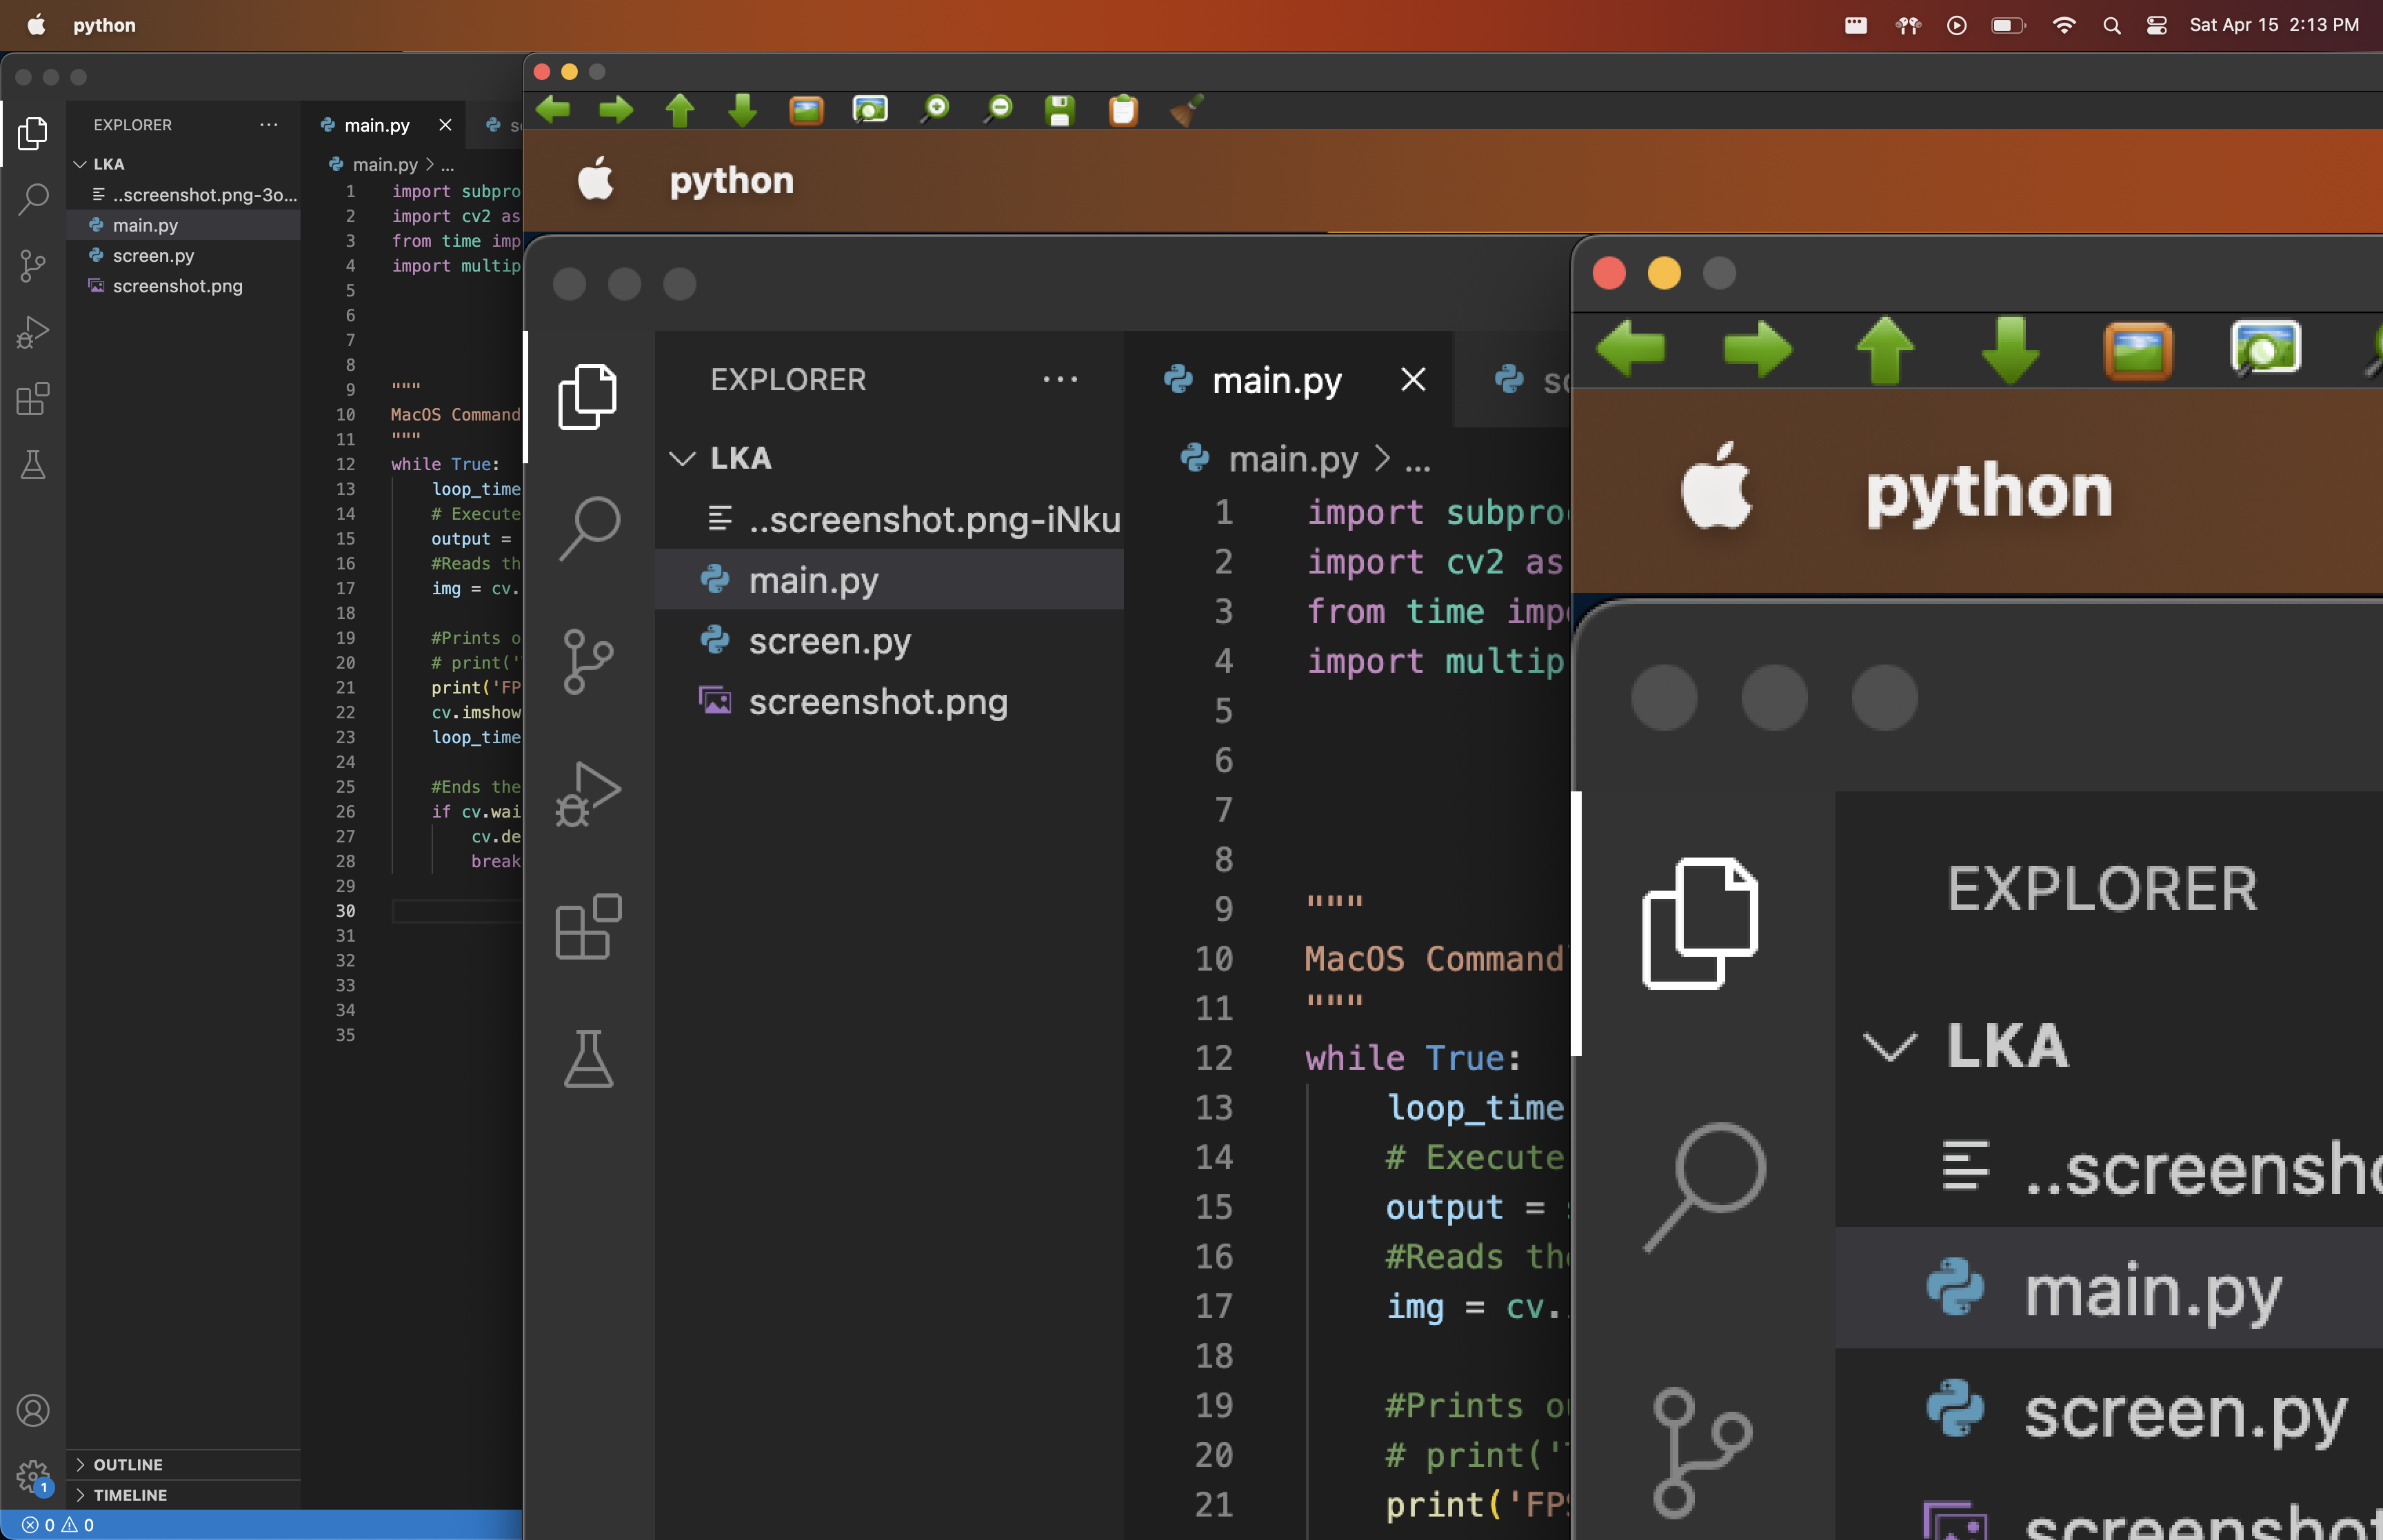 python
Sat Apr 15 2:13 PM
EXPLORER
LKA
..screenshot.png-3o...
main.py
screen.py
screenshot.png
OUTLINE
TIMELINE
1
0 0
main.py
main.py > ...
1 import subpro
2 import cv2 as
3 from time imp
4 import multip
5
6
7
8
9 """
10 MacOS Command
11 """
12 while True:
13 loop_time
14 # Execute
15 output =
16 #Reads th
17 img = cv.
18
19 #Prints o
20 # print('
21 print('FP
22 cv.imshow
23 loop_time
24
25 #Ends the
26 if cv.wai
27 cv.de
28 break
29
30
31
32
33
34
35
python
EXPLORER
LKA
..screenshot.png-iNku
main.py
screen.py
screenshot.png
main.py
main.py > ...
1 import subpro
2 import cv2 as
3 from time imp
4 import multip
5
6
7
8
9 """
10 MacOS Command
11 """
12 while True:
13 loop_time
14 # Execute
15 output =
16 #Reads the
17 img = cv.
18
19 #Prints o
20 # print('
21 print('FPS
python
EXPLORER
LKA
..screensho
main.py
screen.py
screenshot